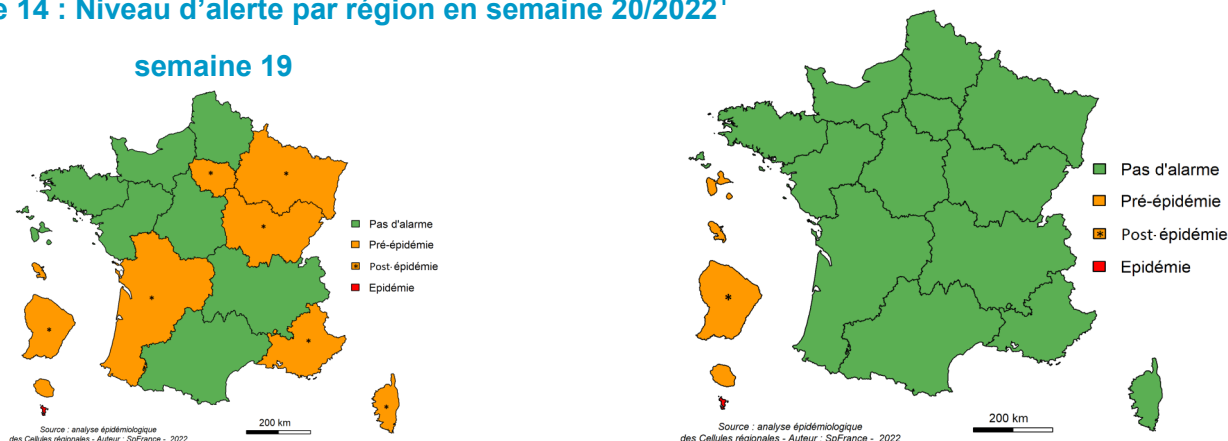 e 14 : Niveau d'alerte par région en semaine 20/2022¹
semaine 19
Pas d'alarme
Pré-épidémie
* Post-épidémie
Epidémie
200 km
Source : analyse épidémiologique
des Cellules régionales - Auteur : SpFrance - 2022
Pas d'alarme
Pré-épidémie
* Post-épidémie
Epidémie
200 km
Source : analyse épidémiologique
des Cellules régionales - Auteur : SpFrance - 2022